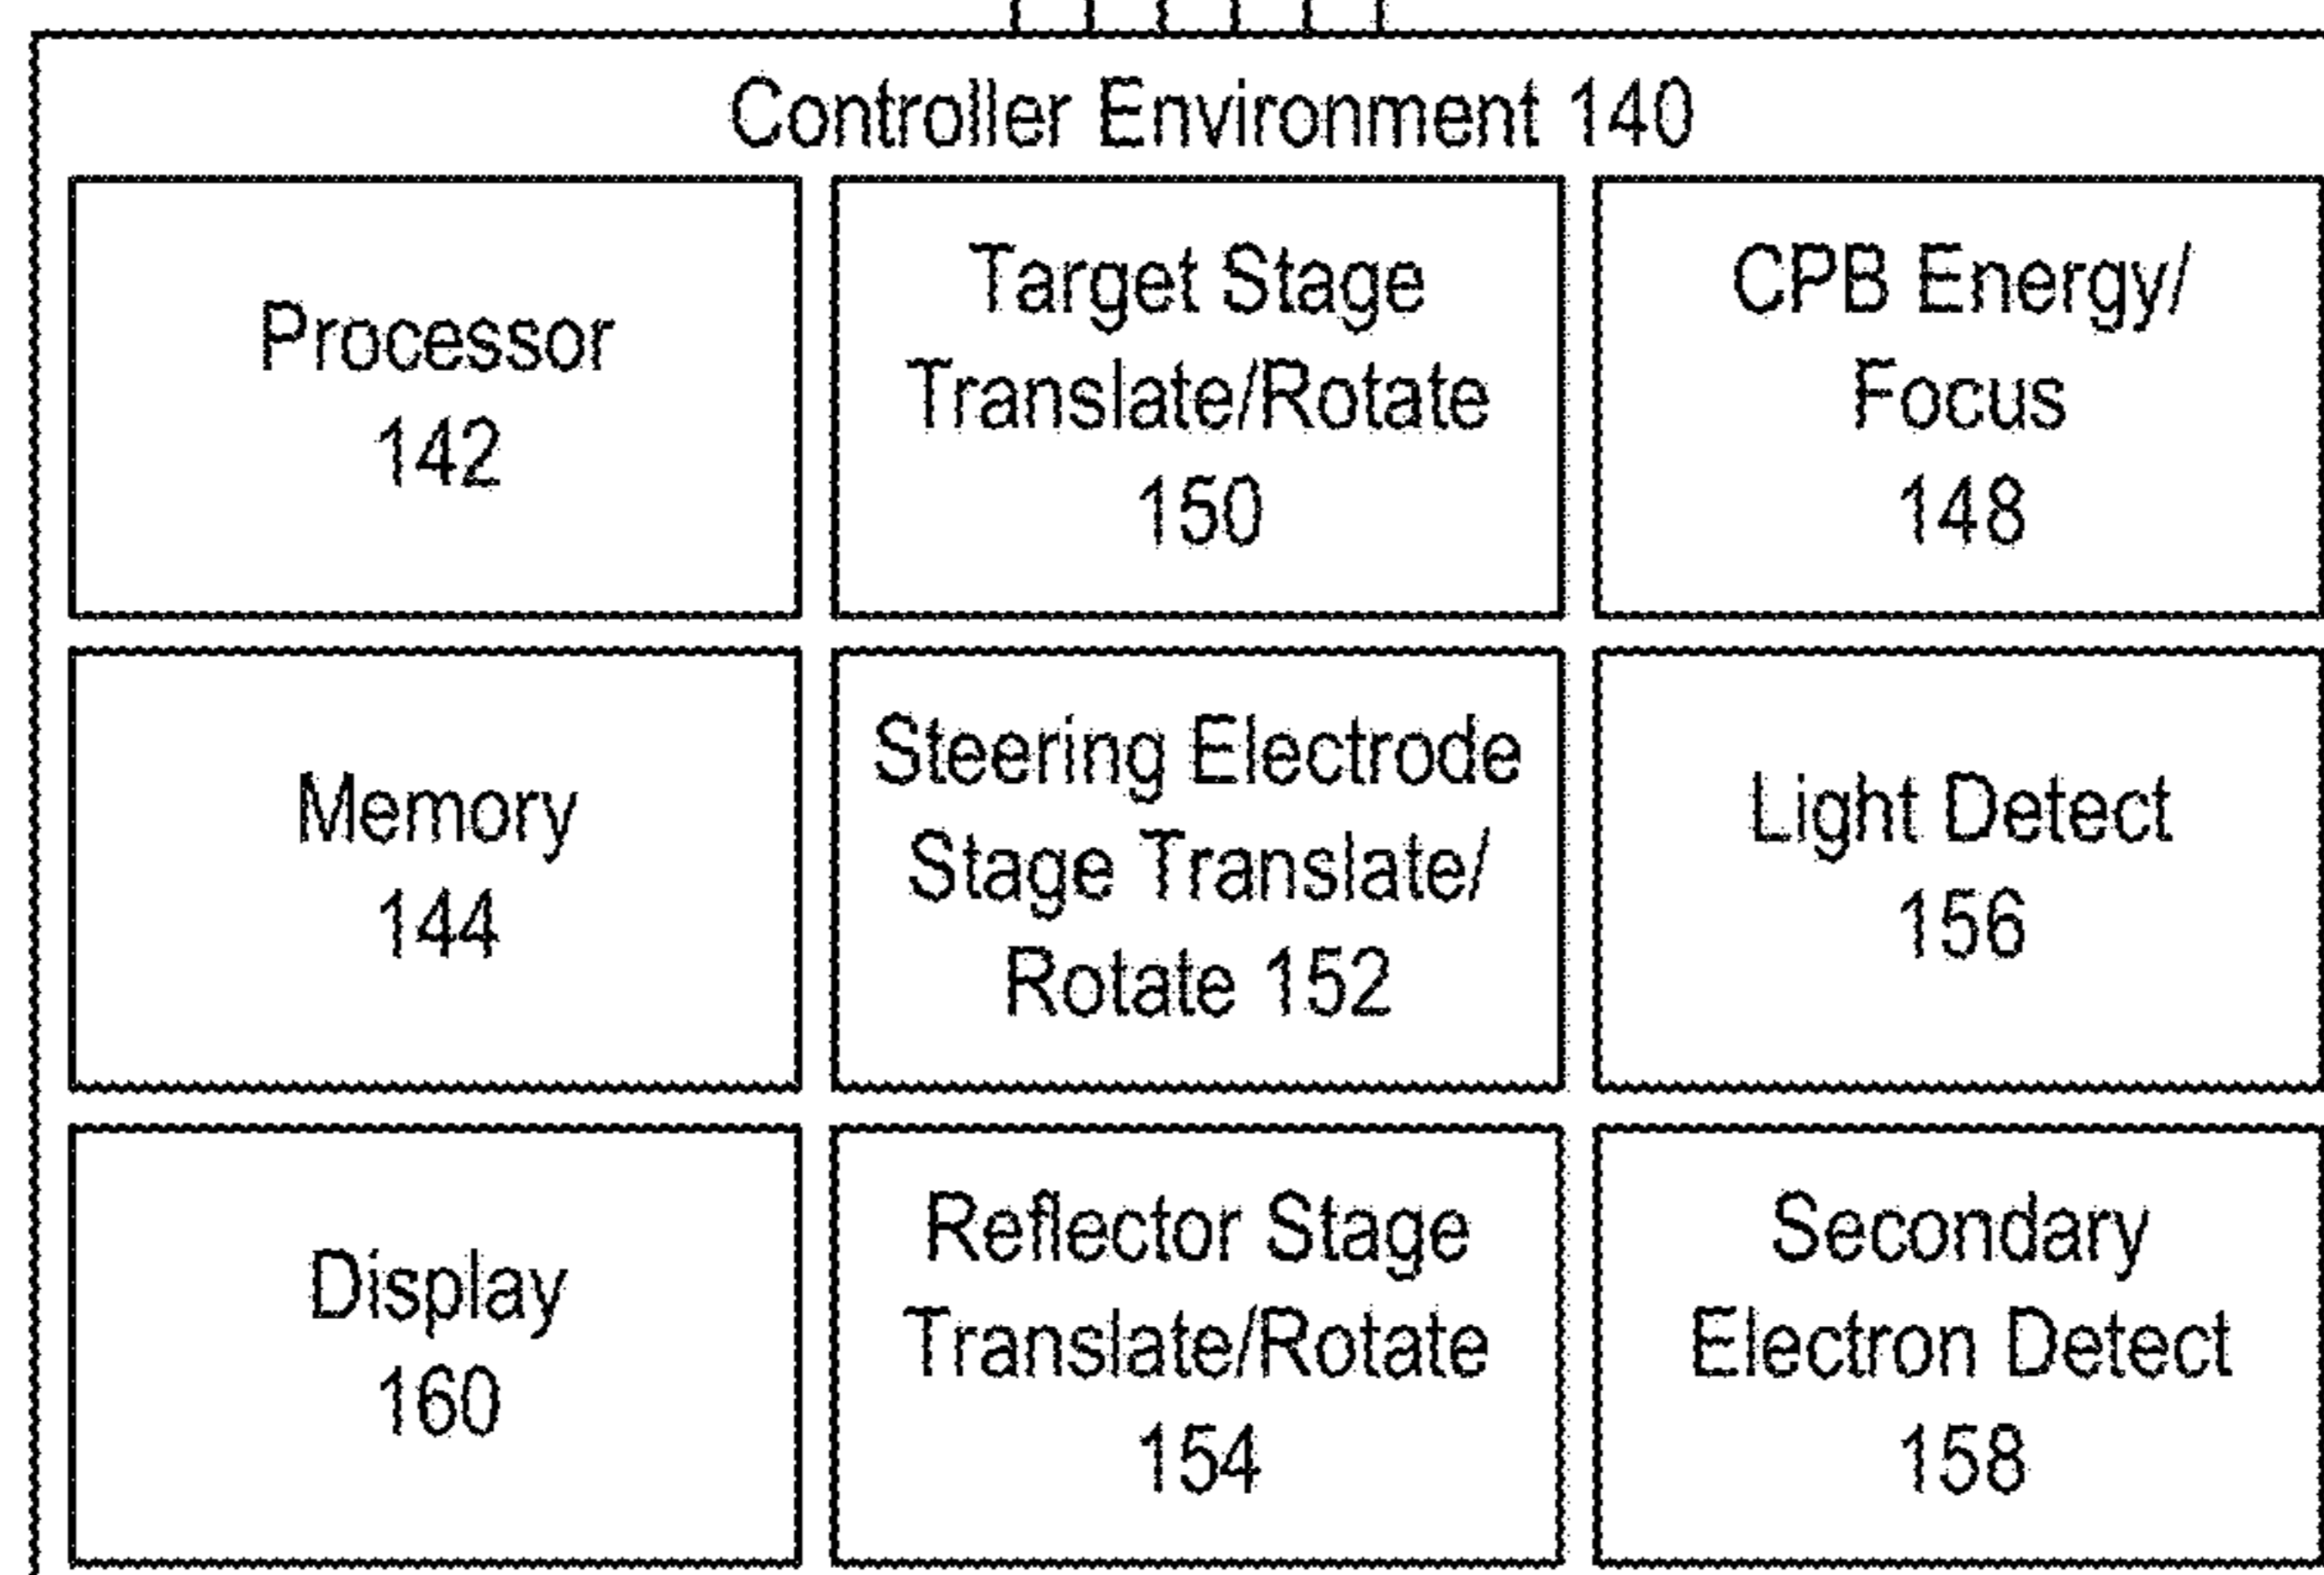 Controller Environment 140
Processor
142
Target Stage
Translate/Rotate
150
CPB Energy/
Focus
148
Memory
144
Steering Electrode
Stage Translate/
Rotate 152
Light Detect
156
Display
160
Reflector Stage
Translate/Rotate
154
Secondary
Electron Detect
158